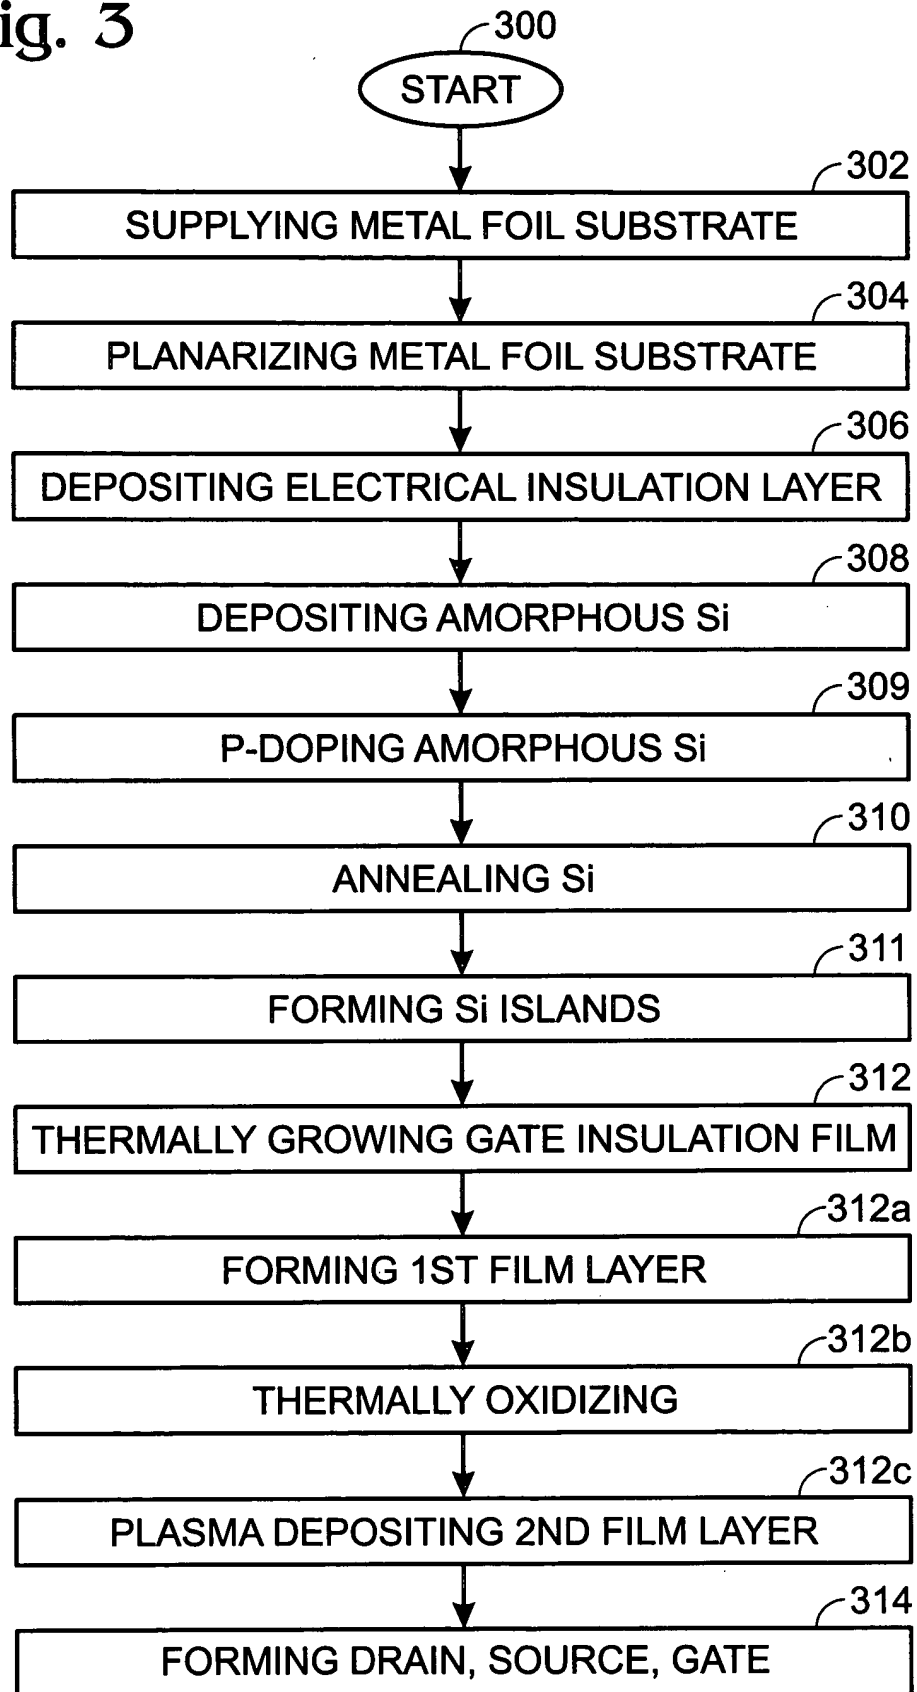 ig. 3
300
START
302
SUPPLYING METAL FOIL SUBSTRATE
304
PLANARIZING METAL FOIL SUBSTRATE
306
DEPOSITING ELECTRICAL INSULATION LAYER
308
DEPOSITING AMORPHOUS Si
309
P-DOPING AMORPHOUS Si
310
ANNEALING Si
311
FORMING Si ISLANDS
312
THERMALLY GROWING GATE INSULATION FILM
312a
FORMING 1ST FILM LAYER
312b
THERMALLY OXIDIZING
312c
PLASMA DEPOSITING 2ND FILM LAYER
314
FORMING DRAIN, SOURCE, GATE